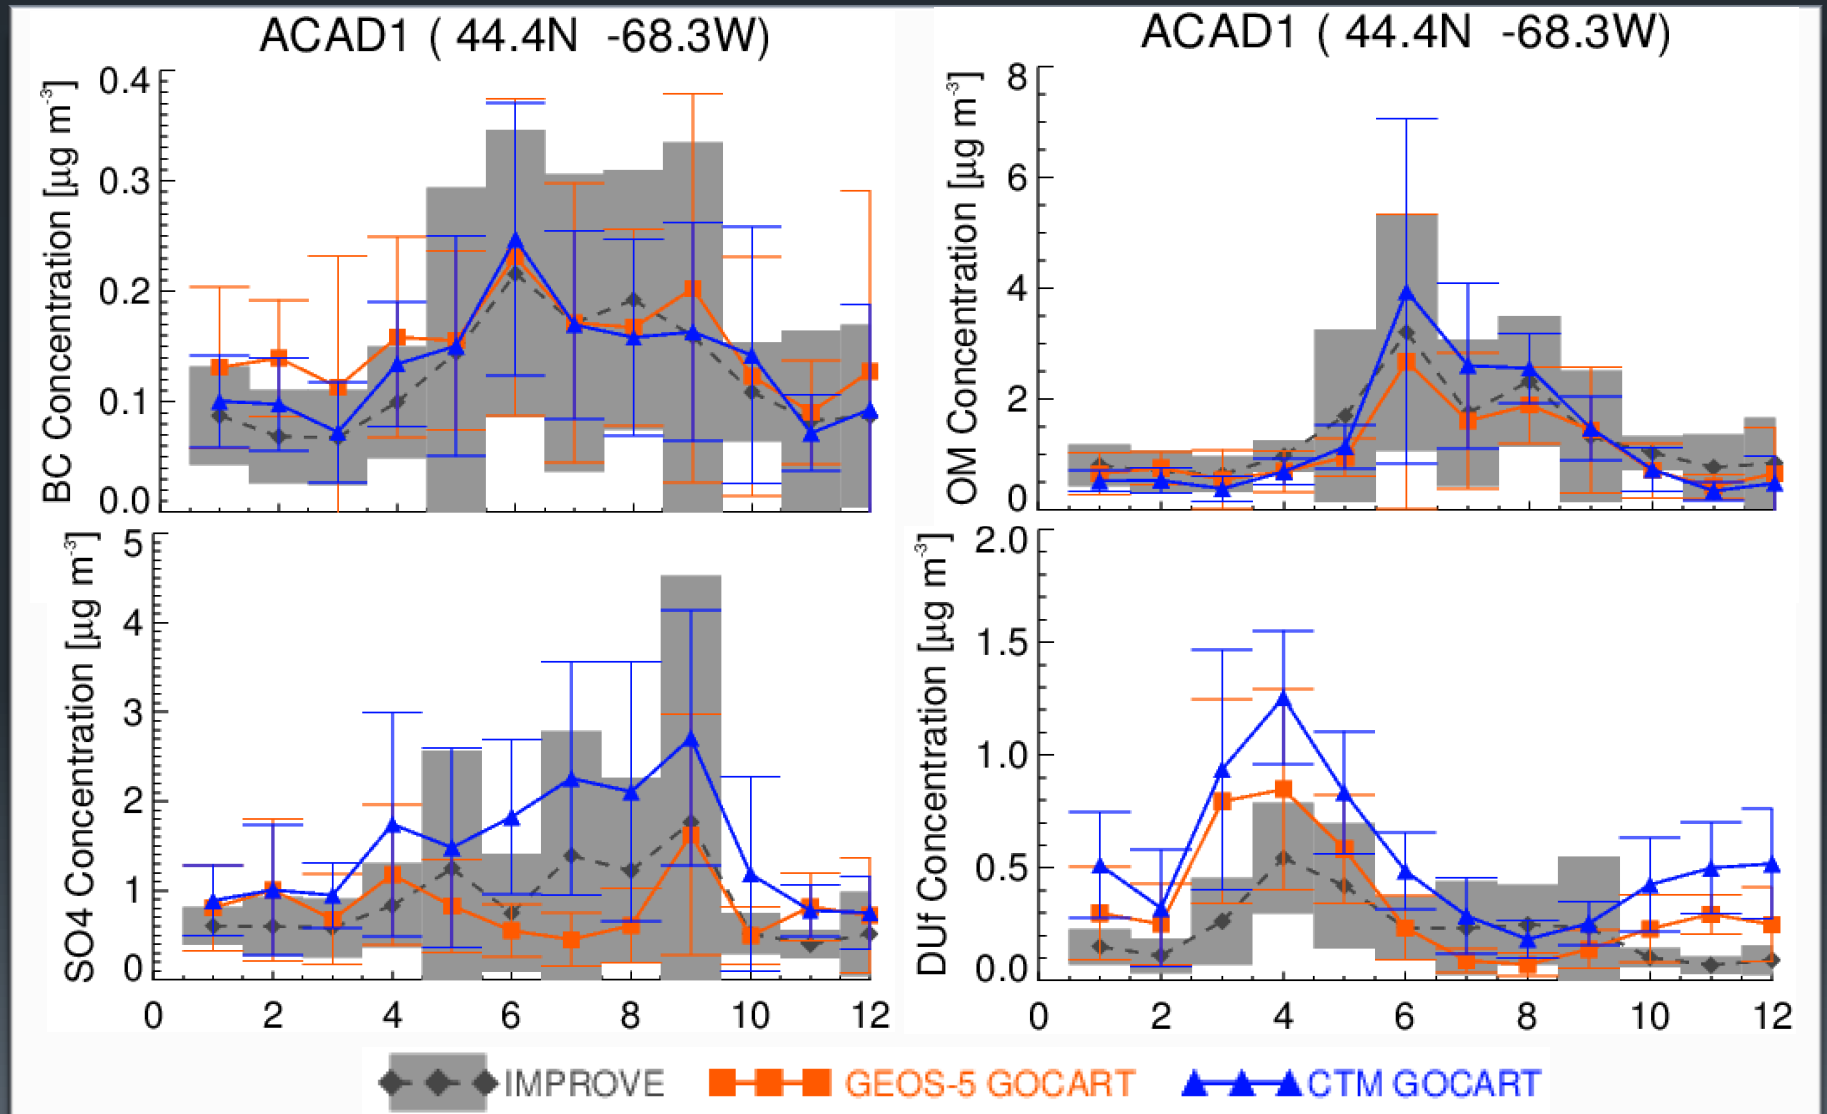 ACAD1 ( 44.4N -68.3W)
BC Concentration [µg m-3]
0.4
0.3
0.2
0.1
0.0
ACAD1 ( 44.4N -68.3W)
OM Concentration [µg m-3]
8
6
4
2
0
SO4 Concentration [µg m-3]
5
4
3
2
1
0
0 2 4 6 8 10 12
DUf Concentration [µg m-3]
2.0
1.5
1.0
0.5
0.0
0 2 4 6 8 10 12
IMPROVE GEOS-5 GOCART CTM GOCART